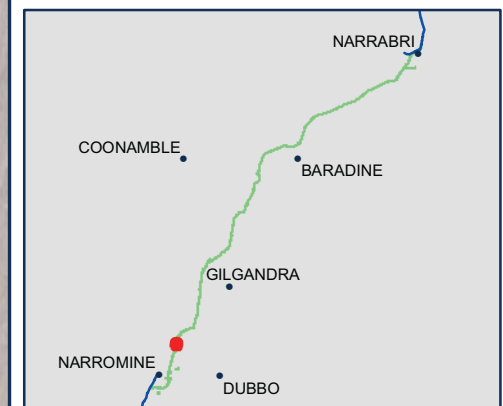 NARRABRI
COONAMBLE
BARADINE
GILGANDRA
NARROMINE
DUBBO